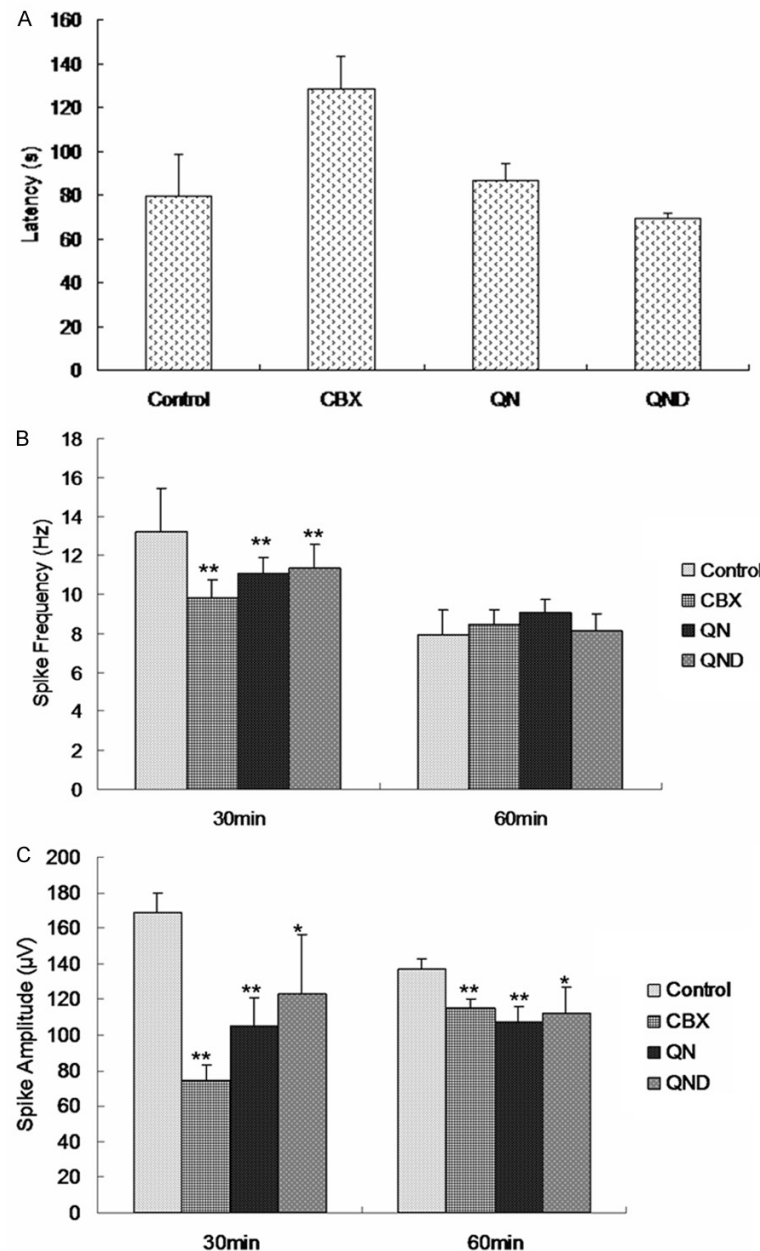 A
Latency (s)
160
140
120
100
80
60
40
20
0
Control CBX QN QND
B
Spike Frequency (Hz)
18
16
14
12
10
8
6
4
2
0
** ** **
30min 60min
Control
CBX
QN
QND
C
Spike Amplitude (µV)
200
180
160
140
120
100
80
60
40
20
0
** ** * ** ** *
30min 60min
Control
CBX
QN
QND